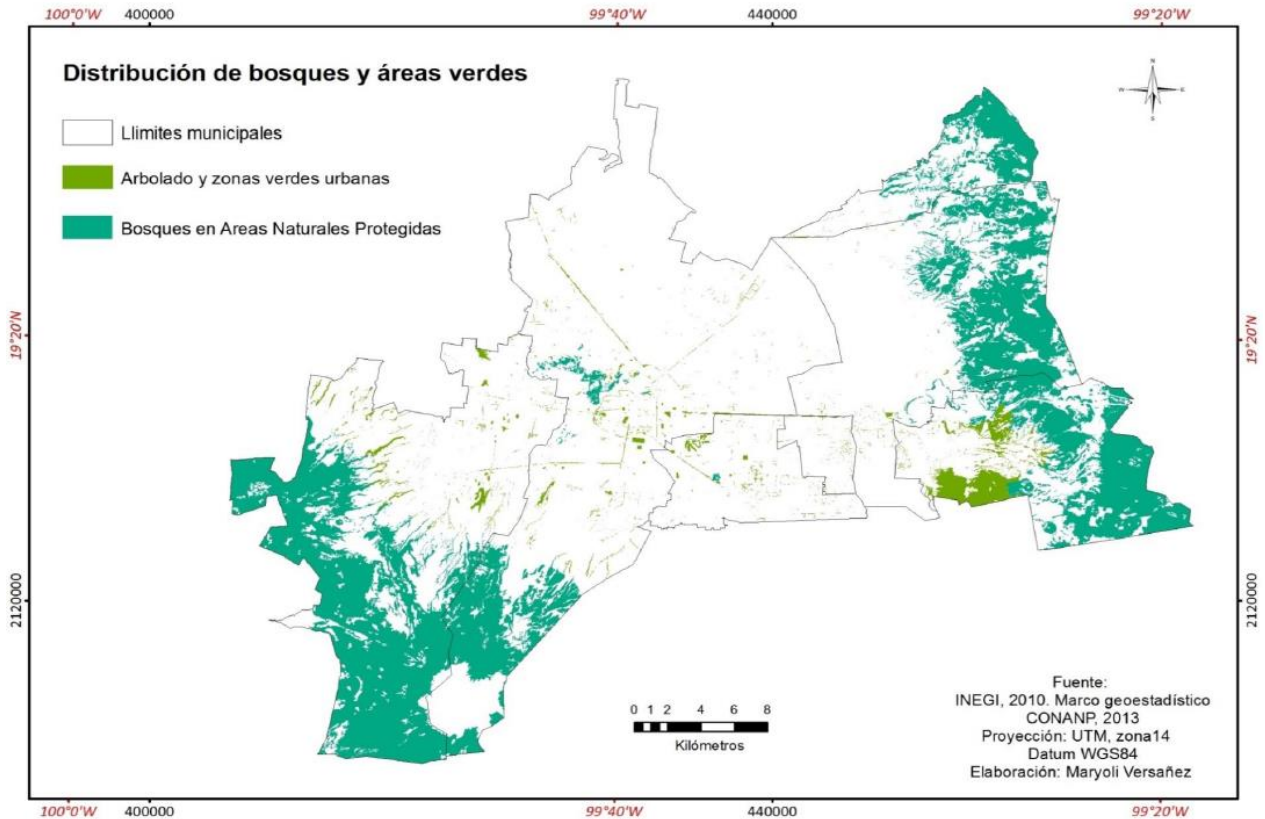 100°0'W 400000 99°40'W 440000 99°20'W
Distribución de bosques y áreas verdes
N
W E
S
Llimites municipales
Arbolado y zonas verdes urbanas
Bosques en Areas Naturales Protegidas
19°20'N 19°20'N
2120000 2120000
0 1 2 4 6 8
Kilómetros
Fuente:
INEGI, 2010. Marco geoestadístico
CONANP, 2013
Proyección: UTM, zona14
Datum WGS84
Elaboración: Maryoli Versañez
100°0'W 400000 99°40'W 440000 99°20'W